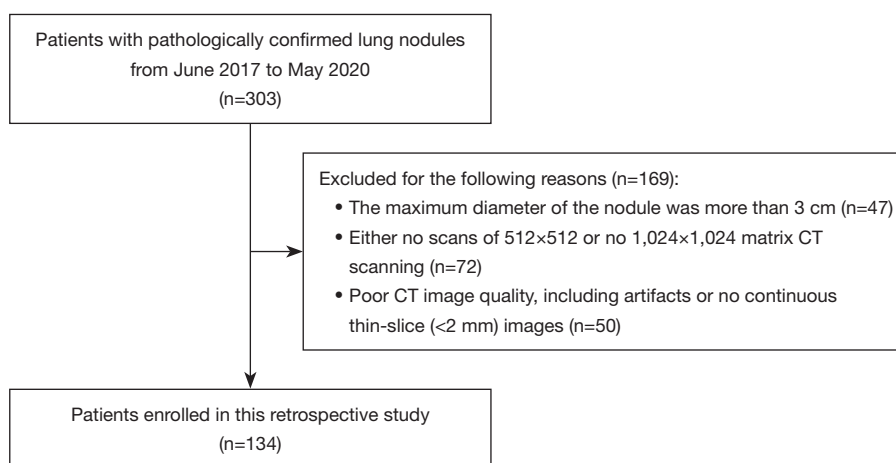 Patients with pathologically confirmed lung nodules
from June 2017 to May 2020
(n=303)
Excluded for the following reasons (n=169):
• The maximum diameter of the nodule was more than 3 cm (n=47)
• Either no scans of 512×512 or no 1,024×1,024 matrix CT
scanning (n=72)
• Poor CT image quality, including artifacts or no continuous
thin-slice (<2 mm) images (n=50)
Patients enrolled in this retrospective study
(n=134)